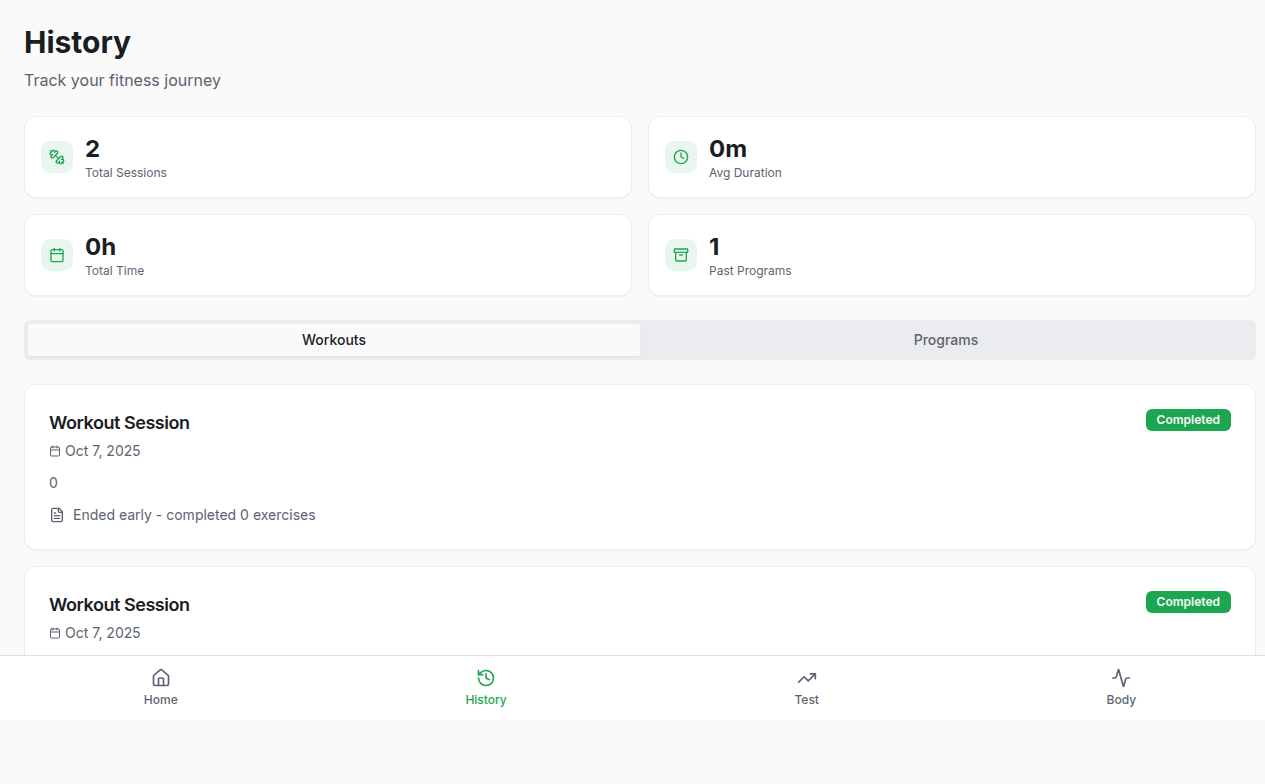 History
Track your fitness journey
2
Total Sessions
0m
Avg Duration
0h
Total Time
1
Past Programs
Workouts
Programs
Workout Session
Completed
Oct 7, 2025
0
Ended early - completed 0 exercises
Workout Session
Completed
Oct 7, 2025
Home
History
Test
Body